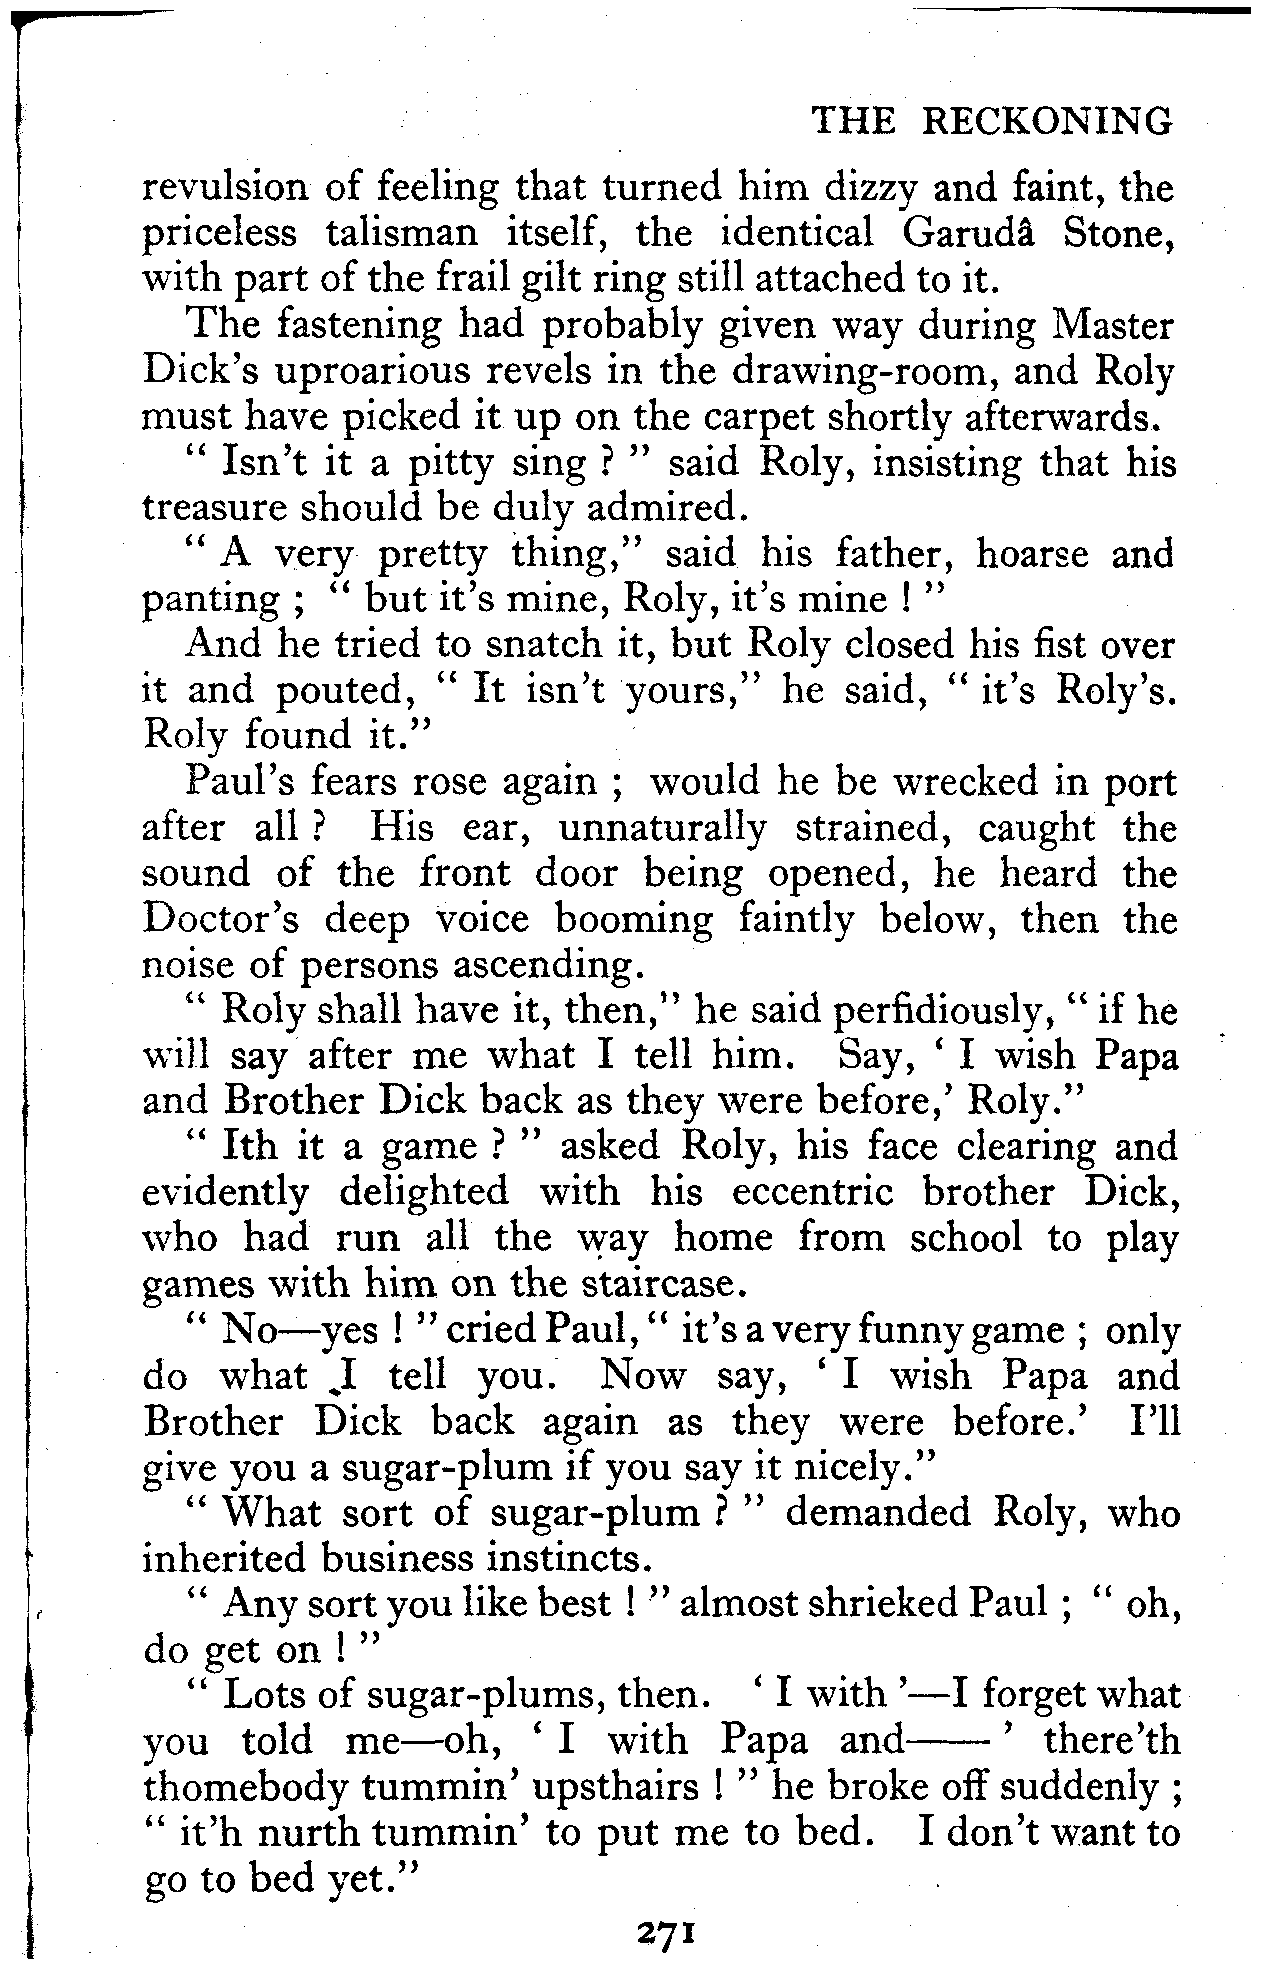 THE RECKONING
revulsion of feeling that turned him dizzy and faint, the
priceless talisman itself, the identical Garudâ Stone,
with part of the frail gilt ring still attached to it.
The fastening had probably given way during Master
Dick's uproarious revels in the drawing-room, and Roly
must have picked it up on the carpet shortly afterwards.
" Isn't it a pitty sing ? " said Roly, insisting that his
treasure should be duly admired.
" A very pretty thing," said his father, hoarse and
panting ; " but it's mine, Roly, it's mine ! "
And he tried to snatch it, but Roly closed his fist over
it and pouted, " It isn't yours," he said, " it's Roly's.
Roly found it."
Paul's fears rose again ; would he be wrecked in port
after all ? His ear, unnaturally strained, caught the
sound of the front door being opened, he heard the
Doctor's deep voice booming faintly below, then the
noise of persons ascending.
" Roly shall have it, then," he said perfidiously, " if he
will say after me what I tell him. Say, ' I wish Papa
and Brother Dick back as they were before,' Roly."
" Ith it a game ? " asked Roly, his face clearing and
evidently delighted with his eccentric brother Dick,
who had run all the way home from school to play
games with him on the staircase.
" No—yes ! " cried Paul, " it's a very funny game ; only
do what I tell you. Now say, ' I wish Papa and
Brother Dick back again as they were before.' I'll
give you a sugar-plum if you say it nicely."
" What sort of sugar-plum ? " demanded Roly, who
inherited business instincts.
" Any sort you like best ! " almost shrieked Paul ; " oh,
do get on ! "
" Lots of sugar-plums, then. ' I with '—I forget what
you told me—oh, ' I with Papa and—— ' there'th
thomebody tummin' upsthairs ! " he broke off suddenly ;
" it'h nurth tummin' to put me to bed. I don't want to
go to bed yet."
271